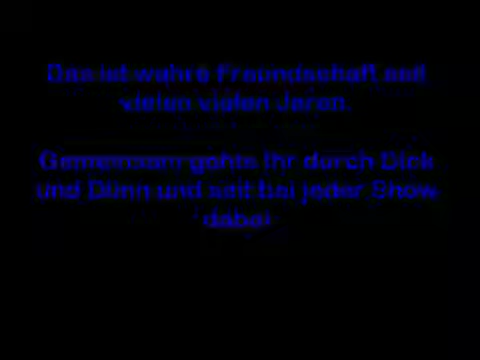 Das ist wahre Freundschaft seit
vielen vielen Jaren.
Gemeinsam gehts Ihr durch Dick
und Dünn und seit bei jeder Show
dabei